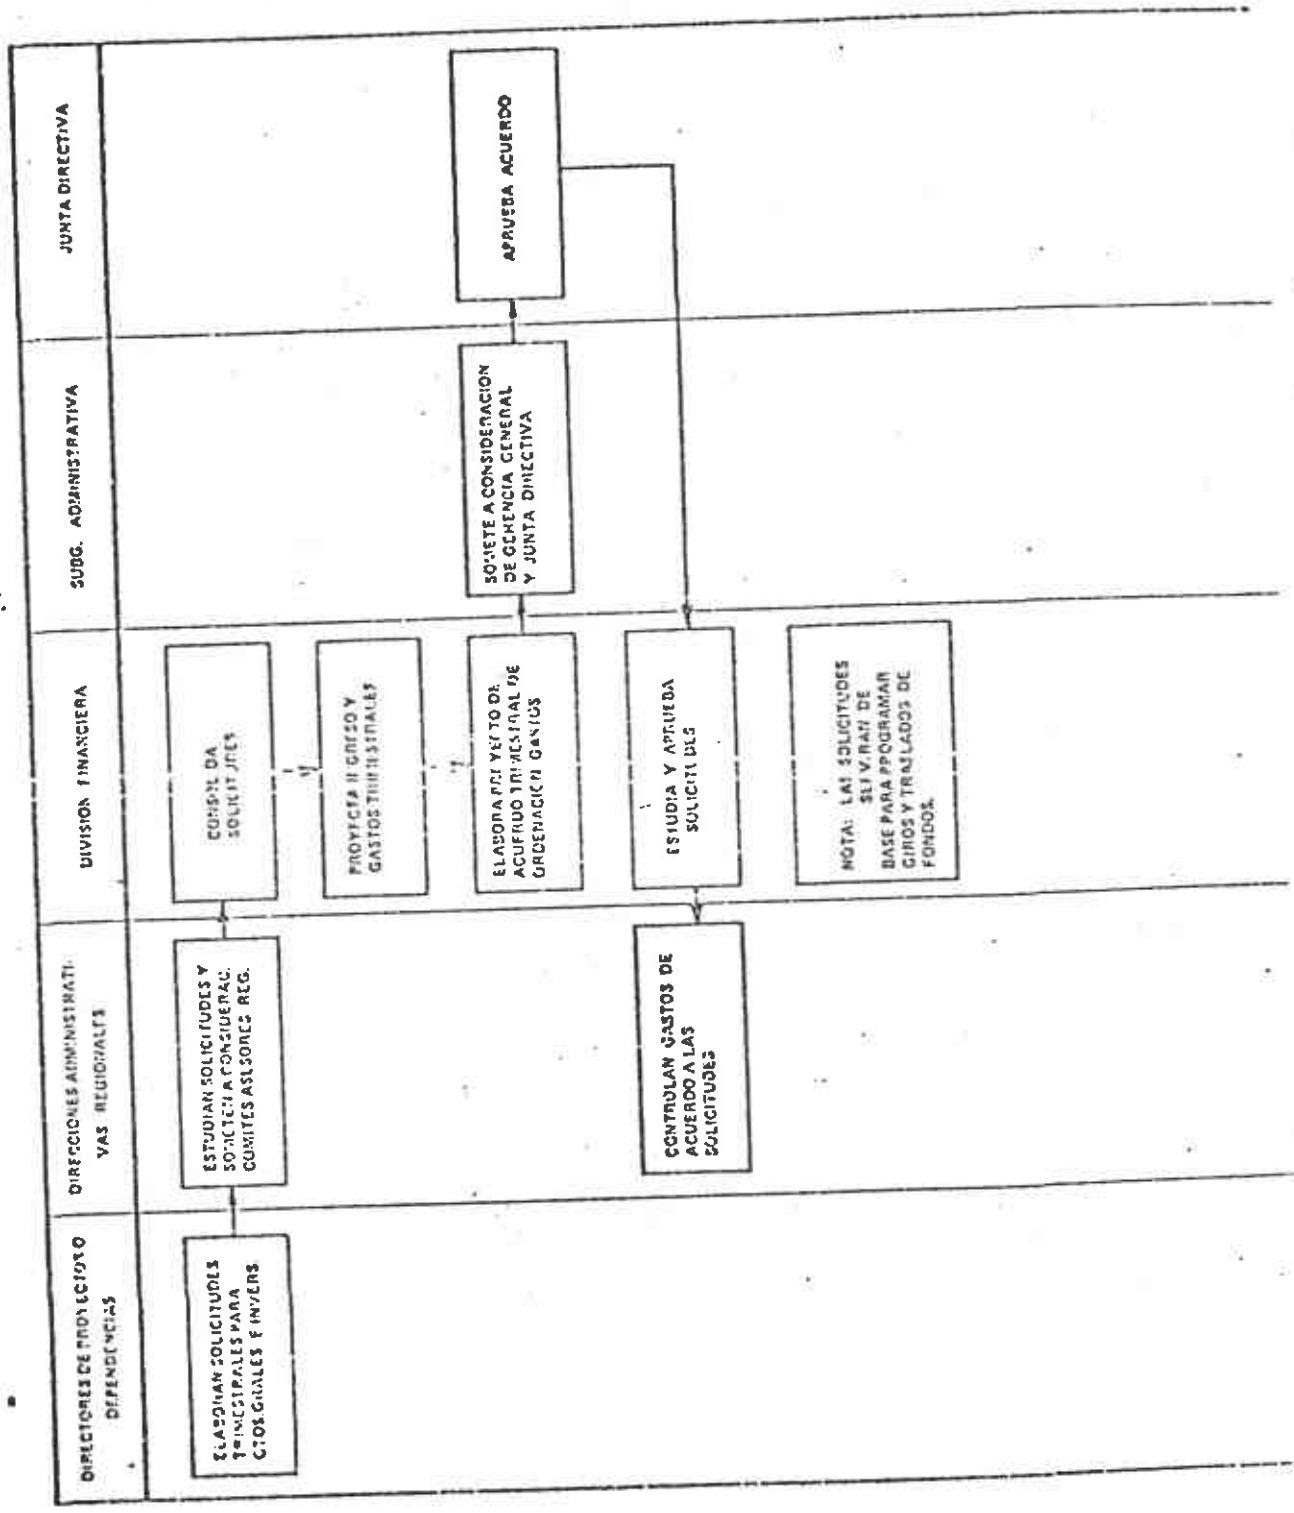 DIRECTORES DE PROYECTO O
DEPENDENCIAS
DIRECCIONES ADMINISTRATI-
VAS REGIONALES
DIVISION FINANCIERA
SUBG. ADMINISTRATIVA
JUNTA DIRECTIVA
ELABORAN SOLICITUDES
TRIMESTRALES PARA
GTOS. GRALES E INVERS.
ESTUDIAN SOLICITUDES Y
SOMETEN A CONSIDERAC.
COMITES ASESORES REG.
CONSOLIDA
SOLICITUDES
PROYECTA INGRESO Y
GASTOS TRIMESTRALES
ELABORA PROYECTO DE
ACUERDO TRIMESTRAL DE
ORDENACION GASTOS
SOMETE A CONSIDERACION
DE GERENCIA GENERAL
Y JUNTA DIRECTIVA
APRUEBA ACUERDO
ESTUDIA Y APRUEBA
SOLICITUDES
CONTROLAN GASTOS DE
ACUERDO A LAS
SOLICITUDES
NOTA: LAS SOLICITUDES
SERVIRAN DE
BASE PARA PROGRAMAR
GIROS Y TRASLADOS DE
FONDOS.